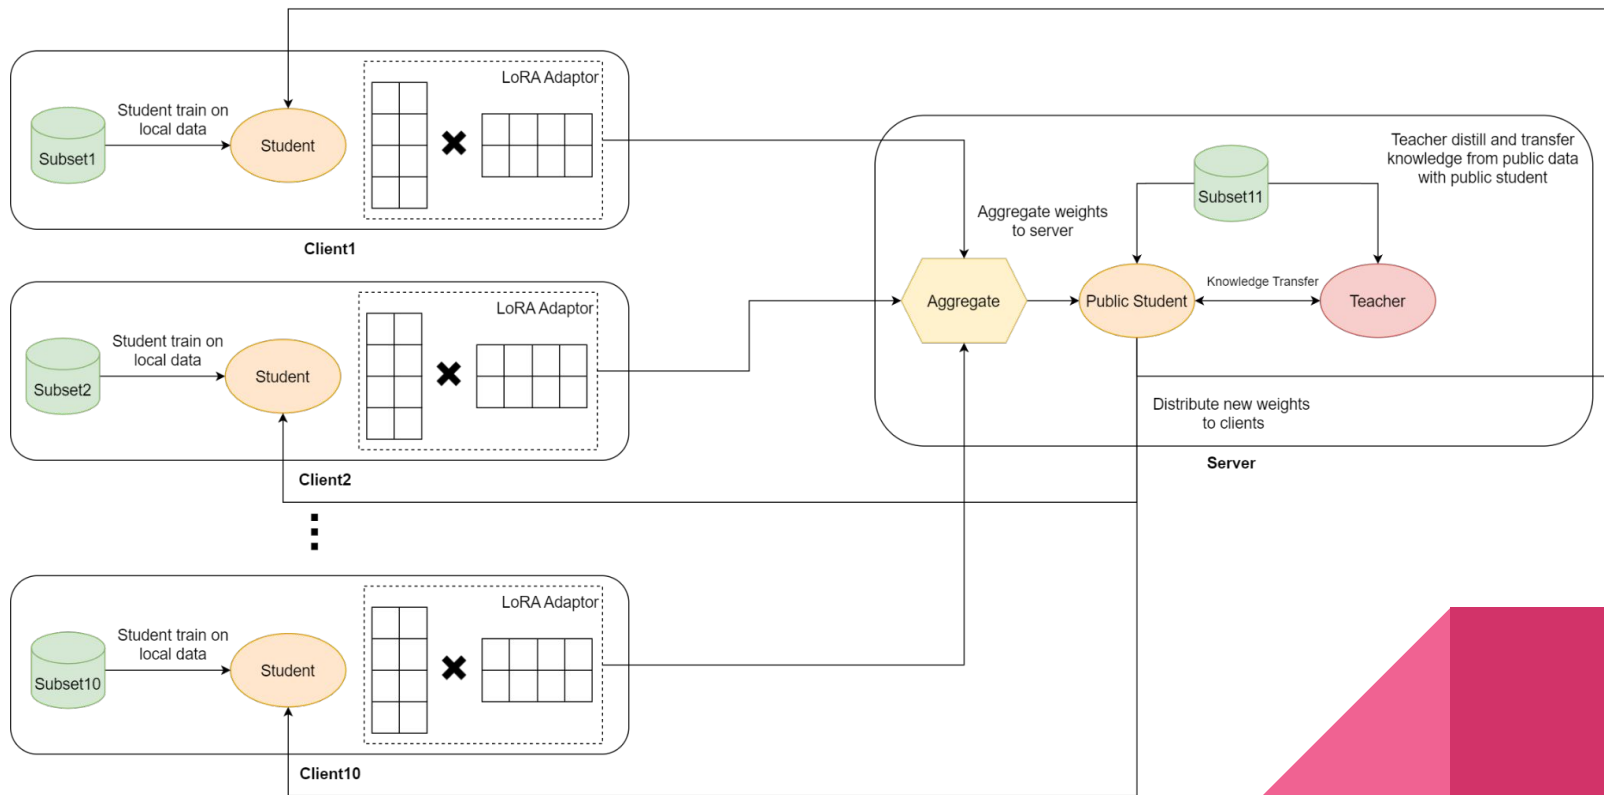 LoRA Adaptor
Student train on
local data
Subset1
Student
Client1
LoRA Adaptor
Student train on
local data
Subset2
Student
Client2
LoRA Adaptor
Student train on
local data
Subset10
Student
Client10
Teacher distill and transfer
knowledge from public data
with public student
Subset11
Aggregate weights
to server
Aggregate
Public Student
Knowledge Transfer
Teacher
Distribute new weights
to clients
Server